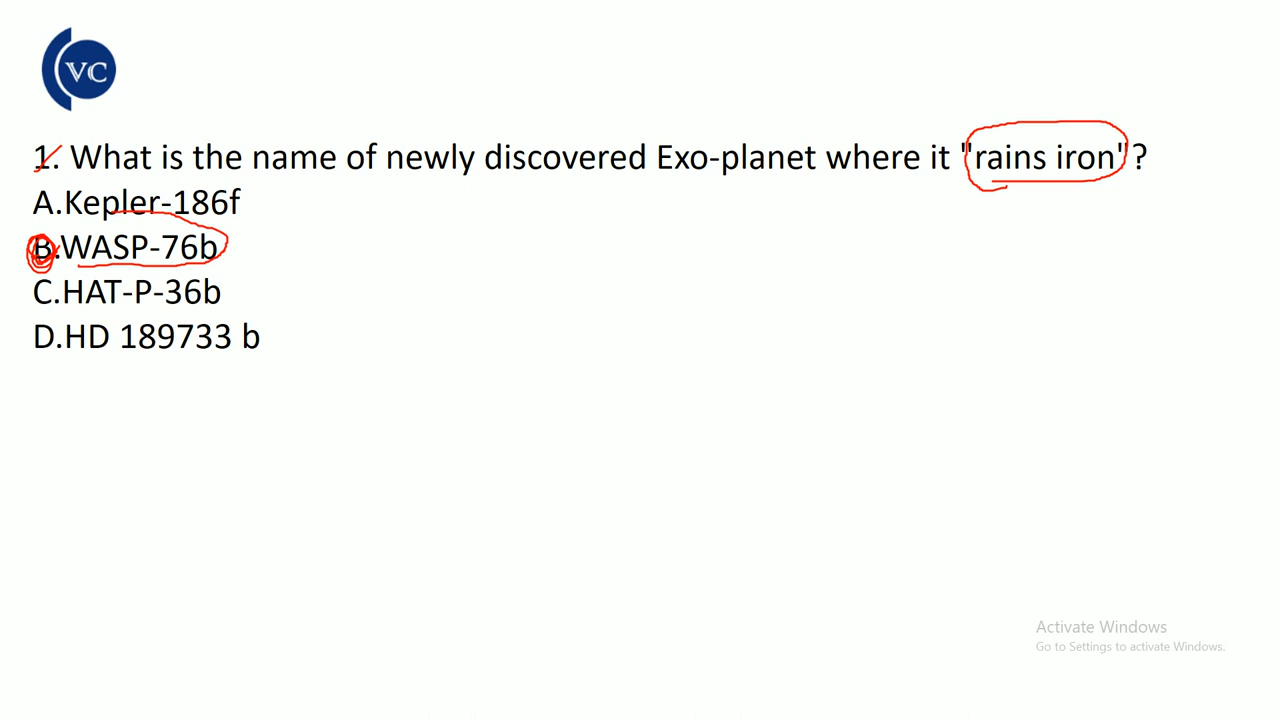 VC
1. What is the name of newly discovered Exo-planet where it "rains iron"?
A.Kepler-186f
B.WASP-76b
C.HAT-P-36b
D.HD 189733 b
Activate Windows
Go to Settings to activate Windows.